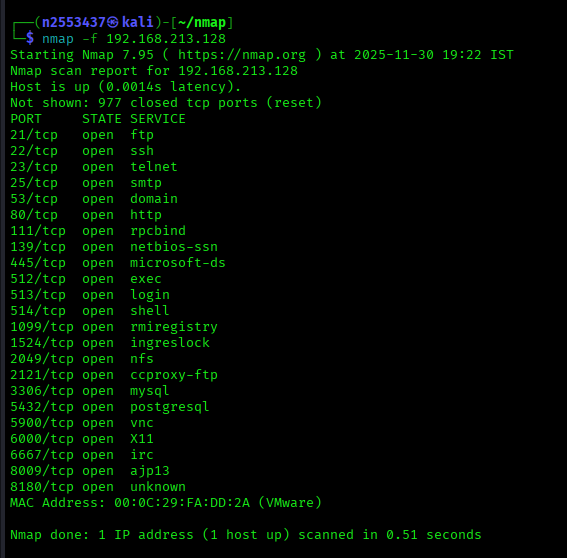 ┌──(n2553437㉿kali)-[~/nmap]
└─$ nmap -f 192.168.213.128
Starting Nmap 7.95 ( https://nmap.org ) at 2025-11-30 19:22 IST
Nmap scan report for 192.168.213.128
Host is up (0.0014s latency).
Not shown: 977 closed tcp ports (reset)
PORT     STATE SERVICE
21/tcp   open  ftp
22/tcp   open  ssh
23/tcp   open  telnet
25/tcp   open  smtp
53/tcp   open  domain
80/tcp   open  http
111/tcp  open  rpcbind
139/tcp  open  netbios-ssn
445/tcp  open  microsoft-ds
512/tcp  open  exec
513/tcp  open  login
514/tcp  open  shell
1099/tcp open  rmiregistry
1524/tcp open  ingreslock
2049/tcp open  nfs
2121/tcp open  ccproxy-ftp
3306/tcp open  mysql
5432/tcp open  postgresql
5900/tcp open  vnc
6000/tcp open  X11
6667/tcp open  irc
8009/tcp open  ajp13
8180/tcp open  unknown
MAC Address: 00:0C:29:FA:DD:2A (VMware)
Nmap done: 1 IP address (1 host up) scanned in 0.51 seconds